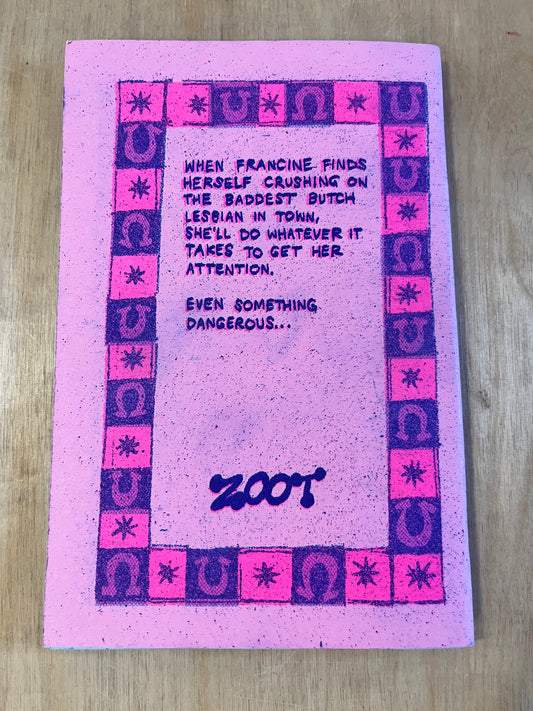 WHEN FRANCINE FINDS
HERSELF CRUSHING ON
THE BADDEST BUTCH
LESBIAN IN TOWN,
SHE'LL DO WHATEVER IT
TAKES TO GET HER
ATTENTION.
EVEN SOMETHING
DANGEROUS...
ZOOT